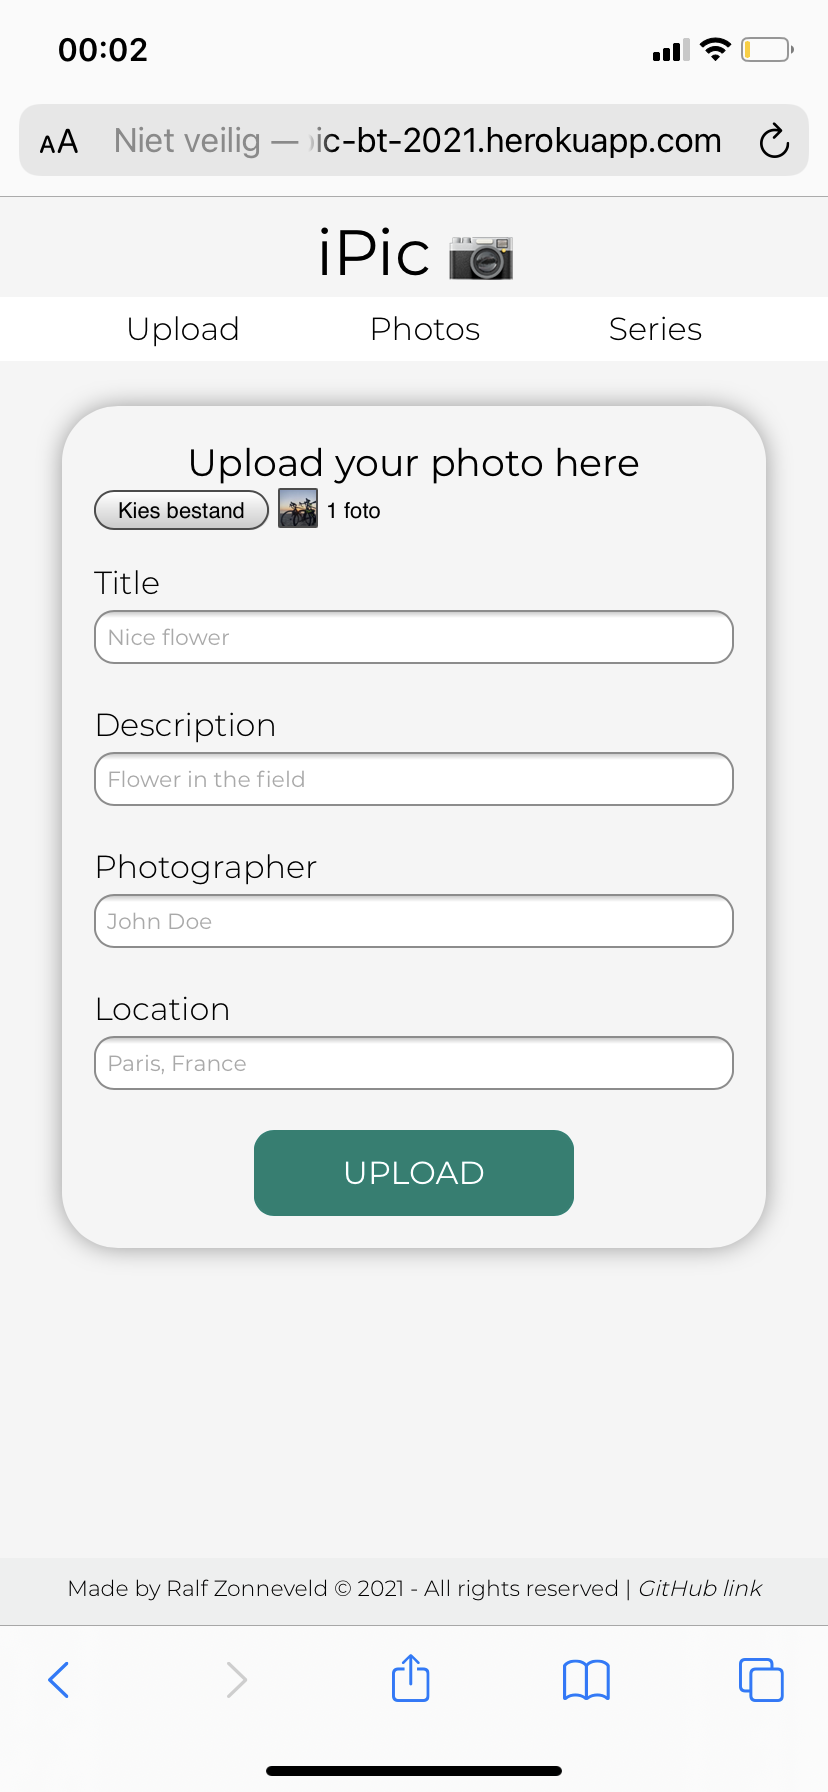 00:02
AA Niet veilig — ic-bt-2021.herokuapp.com
iPic
Upload Photos Series
Upload your photo here
Kies bestand 1 foto
Title
Nice flower
Description
Flower in the field
Photographer
John Doe
Location
Paris, France
UPLOAD
Made by Ralf Zonneveld © 2021 - All rights reserved | GitHub link